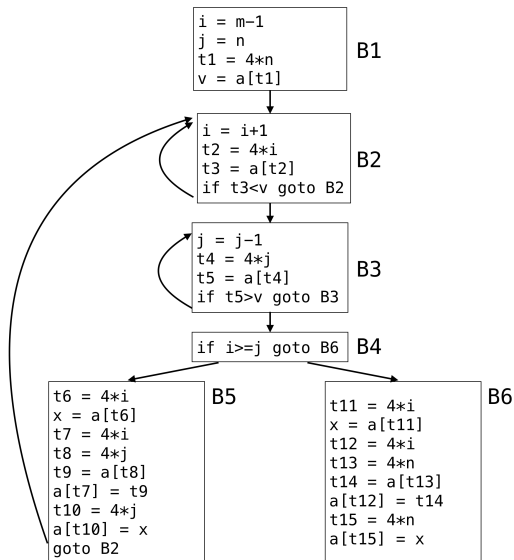 i = m-1
j = n
t1 = 4*n
v = a[t1]
B1
i = i+1
t2 = 4*i
t3 = a[t2]
if t3<v goto B2
B2
j = j-1
t4 = 4*j
t5 = a[t4]
if t5>v goto B3
B3
if i>=j goto B6
B4
t6 = 4*i
x = a[t6]
t7 = 4*i
t8 = 4*j
t9 = a[t8]
a[t7] = t9
t10 = 4*j
a[t10] = x
goto B2
B5
t11 = 4*i
x = a[t11]
t12 = 4*i
t13 = 4*n
t14 = a[t13]
a[t12] = t14
t15 = 4*n
a[t15] = x
B6